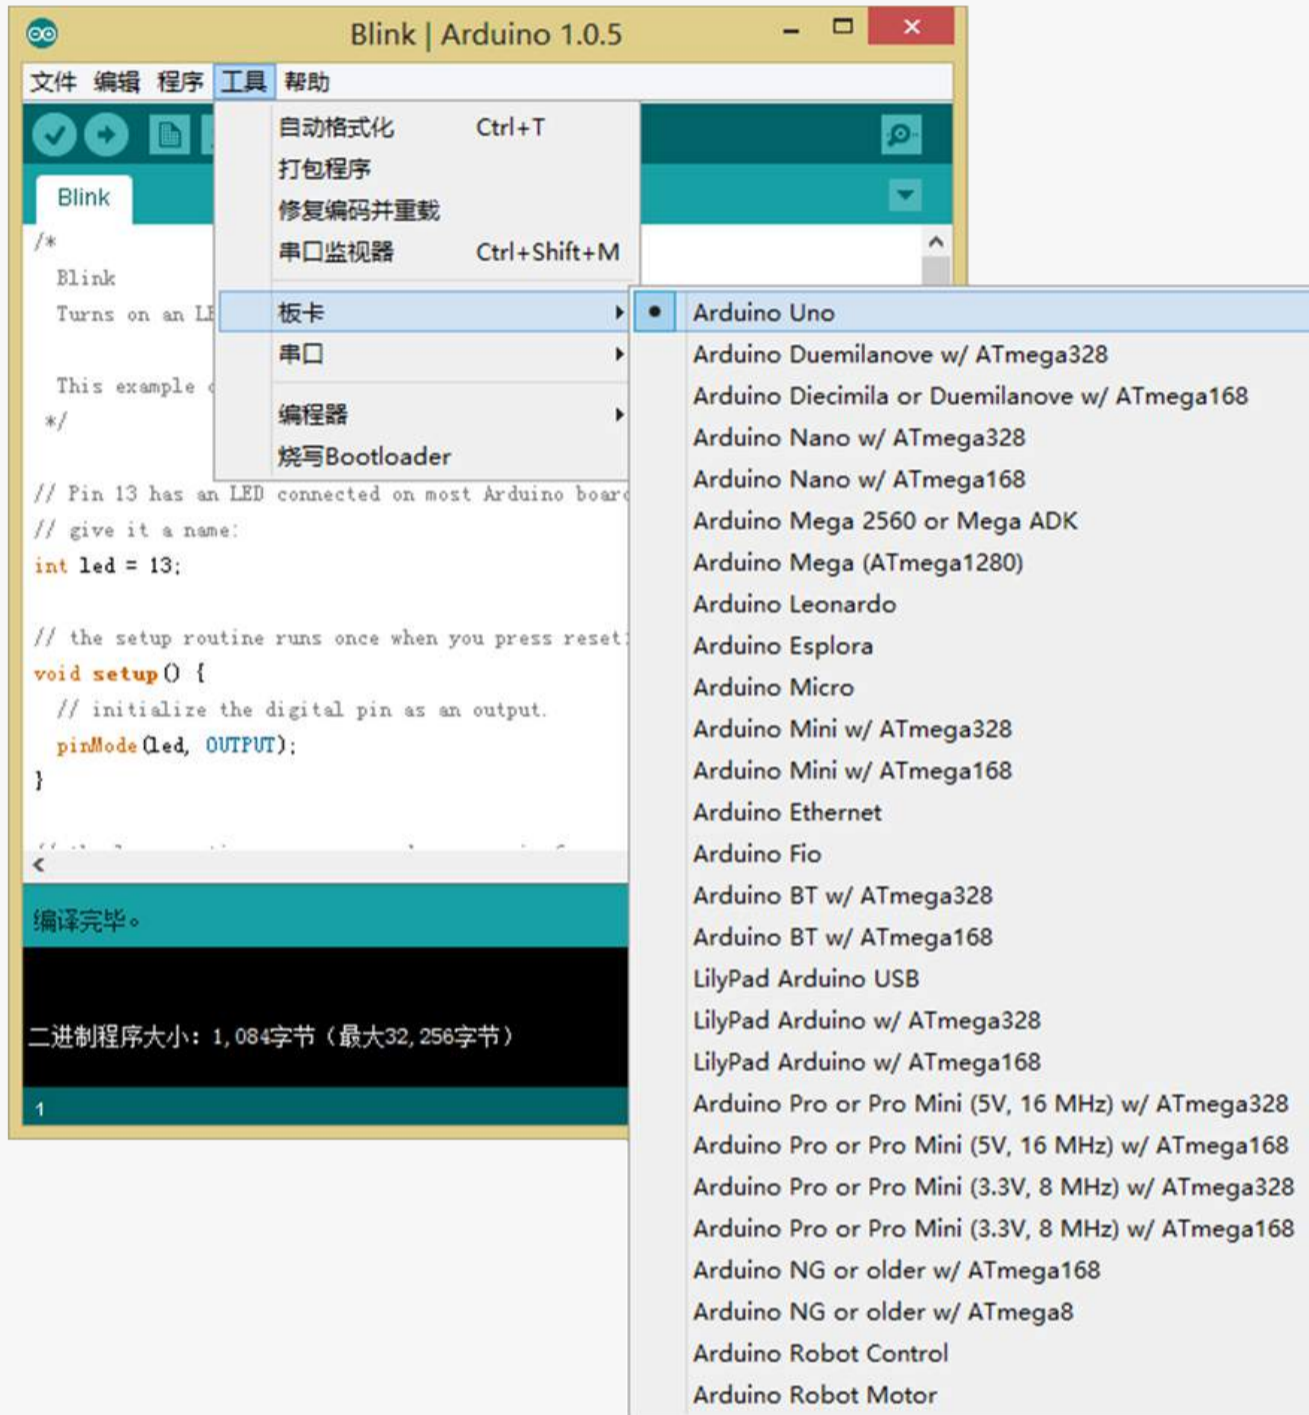 Blink | Arduino 1.0.5
文件 编辑 程序 工具 帮助
自动格式化 Ctrl+T
打包程序
修复编码并重载
串口监视器 Ctrl+Shift+M
板卡
串口
编程器
烧写Bootloader
Blink
/*
Blink
Turns on an
This example
*/
// Pin 13 has an LED connected on most Arduino
// give it a name:
int led = 13;
// the setup routine runs once when you press reset:
void setup() {
// initialize the digital pin as an output.
pinMode(led, OUTPUT);
}
编译完毕。
二进制程序大小: 1,084字节 (最大32,256字节)
1
Arduino Uno
Arduino Duemilanove w/ ATmega328
Arduino Diecimila or Duemilanove w/ ATmega168
Arduino Nano w/ ATmega328
Arduino Nano w/ ATmega168
Arduino Mega 2560 or Mega ADK
Arduino Mega (ATmega1280)
Arduino Leonardo
Arduino Esplora
Arduino Micro
Arduino Mini w/ ATmega328
Arduino Mini w/ ATmega168
Arduino Ethernet
Arduino Fio
Arduino BT w/ ATmega328
Arduino BT w/ ATmega168
LilyPad Arduino USB
LilyPad Arduino w/ ATmega328
LilyPad Arduino w/ ATmega168
Arduino Pro or Pro Mini (5V, 16 MHz) w/ ATmega328
Arduino Pro or Pro Mini (5V, 16 MHz) w/ ATmega168
Arduino Pro or Pro Mini (3.3V, 8 MHz) w/ ATmega328
Arduino Pro or Pro Mini (3.3V, 8 MHz) w/ ATmega168
Arduino NG or older w/ ATmega168
Arduino NG or older w/ ATmega8
Arduino Robot Control
Arduino Robot Motor